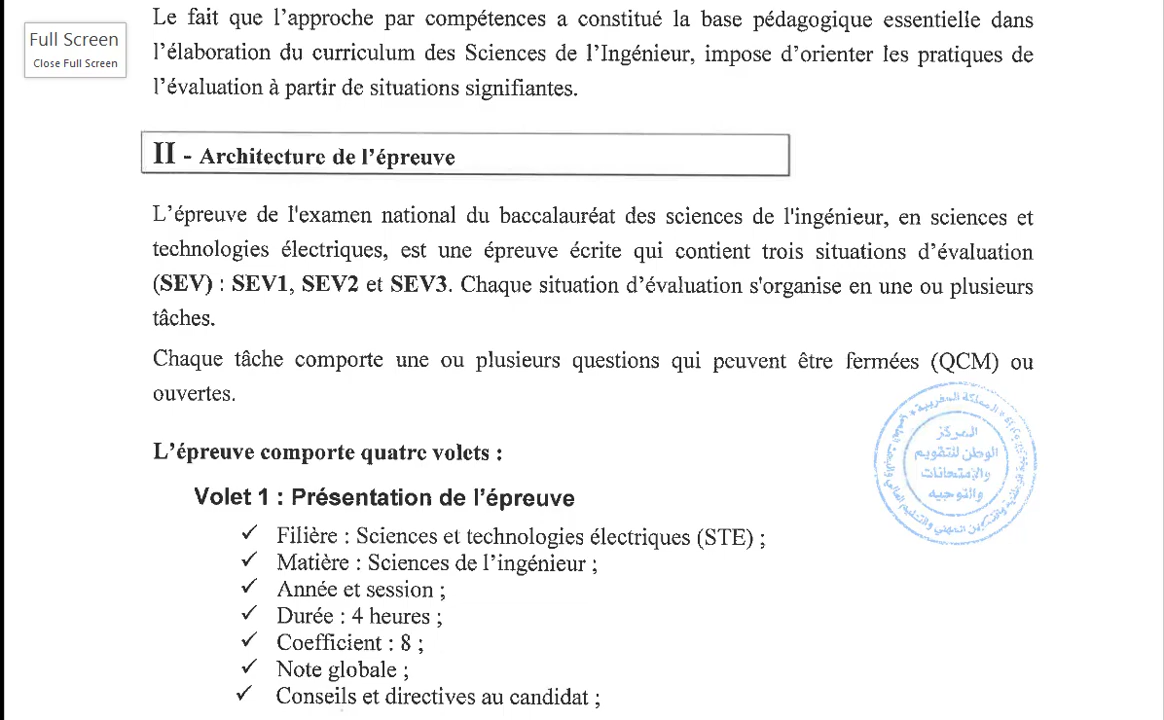 Full Screen
Close Full Screen
Le fait que l'approche par compétences a constitué la base pédagogique essentielle dans
l'élaboration du curriculum des Sciences de l'Ingénieur, impose d'orienter les pratiques de
l'évaluation à partir de situations signifiantes.
II - Architecture de l'épreuve
L'épreuve de l'examen national du baccalauréat des sciences de l'ingénieur, en sciences et
technologies électriques, est une épreuve écrite qui contient trois situations d'évaluation
(SEV) : SEV1, SEV2 et SEV3. Chaque situation d'évaluation s'organise en une ou plusieurs
tâches.
Chaque tâche comporte une ou plusieurs questions qui peuvent être fermées (QCM) ou
ouvertes.
المملكة المغربية
المركز
الوطن للتقويم
والإمتحانات
والتوجيه
L'épreuve comporte quatre volets :
Volet 1 : Présentation de l'épreuve
✓ Filière : Sciences et technologies électriques (STE) ;
✓ Matière : Sciences de l'ingénieur ;
✓ Année et session ;
✓ Durée : 4 heures ;
✓ Coefficient : 8 ;
✓ Note globale ;
✓ Conseils et directives au candidat ;